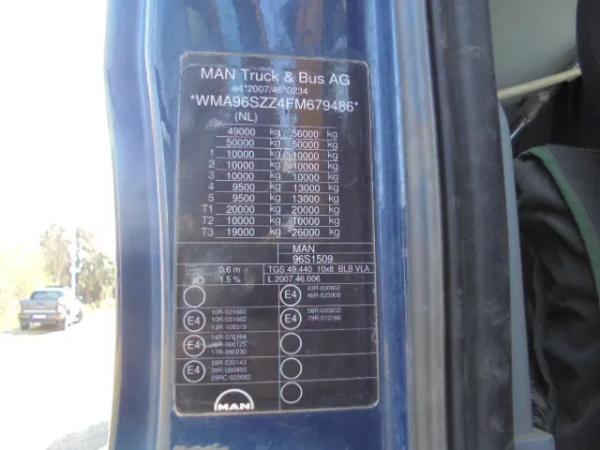 MAN Truck & Bus AG
e4*2007/46*0234
*WMA96SZZ4FM679486*
(NL)
49000 kg 56000 kg
50000 kg 60000 kg
1 10000 kg 10000 kg
2 10000 kg 10000 kg
3 10000 kg 10000 kg
4 9500 kg 13000 kg
5 9500 kg 13000 kg
T1 20000 kg 20000 kg
T2 10000 kg 10000 kg
T3 19000 kg 26000 kg
MAN
96S1509
0.6 m TGS 49.440 10x8 BLB VLA
1.5 % L.2007.46.006
E4
E4
E4
E4
MAN